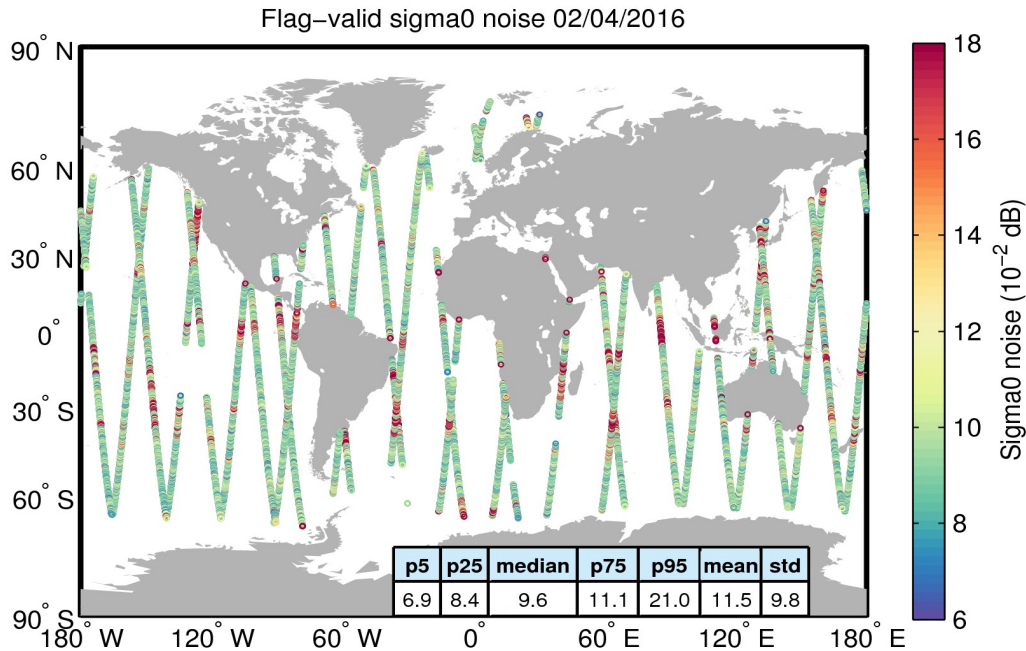 Flag−valid sigma0 noise 02/04/2016
90° N
60° N
30° N
0°
30° S
60° S
90° S
180° W 120° W 60° W 0° 60° E 120° E 180° E
p5 p25 median p75 p95 mean std
6.9 8.4 9.6 11.1 21.0 11.5 9.8
18
16
14
12
10
8
6
Sigma0 noise (10⁻² dB)